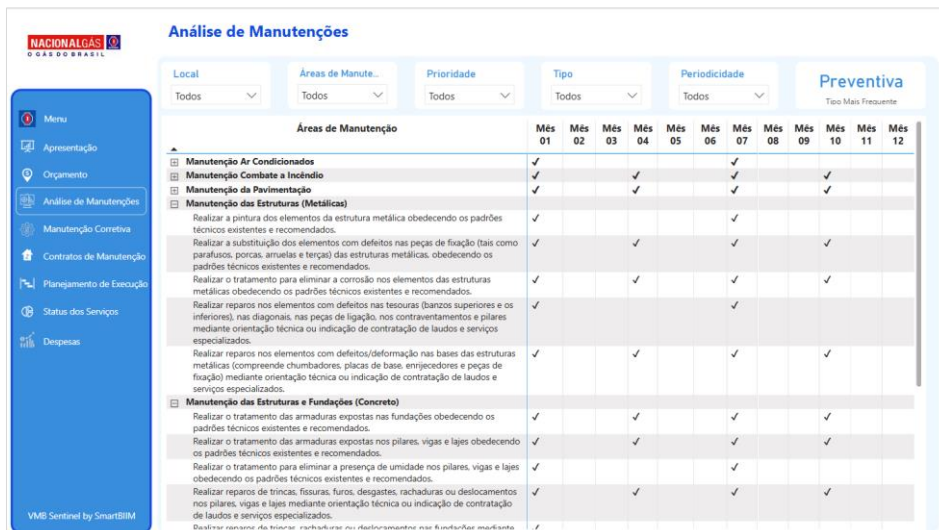 NACIONALGÁS
O GÁS DO BRASIL
Análise de Manutenções
Local
Todos
Áreas de Manute..
Todos
Prioridade
Todos
Tipo
Todos
Periodicidade
Todos
Preventiva
Tipo Mais Frequente
Menu
Apresentação
Orçamento
Análise de Manutenções
Manutenção Corretiva
Contratos de Manutenção
Planejamento de Execução
Status dos Serviços
Despesas
VMB Sentinel by SmartBIIM
Áreas de Manutenção
Mês 01
Mês 02
Mês 03
Mês 04
Mês 05
Mês 06
Mês 07
Mês 08
Mês 09
Mês 10
Mês 11
Mês 12
Manutenção Ar Condicionados ✓ ✓
Manutenção Combate a Incêndio ✓ ✓ ✓ ✓
Manutenção da Pavimentação ✓ ✓ ✓ ✓
Manutenção das Estruturas (Metálicas)
Realizar a pintura dos elementos da estrutura metálica obedecendo os padrões ✓ ✓
técnicos existentes e recomendados.
Realizar a substituição dos elementos com defeitos nas peças de fixação (tais como ✓ ✓ ✓ ✓
parafusos, porcas, arruelas e terças) das estruturas metálicas, obedecendo os
padrões técnicos existentes e recomendados.
Realizar o tratamento para eliminar a corrosão nos elementos das estruturas ✓ ✓ ✓ ✓
metálicas obedecendo os padrões técnicos existentes e recomendados.
Realizar reparos nos elementos com defeitos nas tesouras (banzos superiores e os ✓ ✓
inferiores), nas diagonais, nas peças de ligação, nos contraventamentos e pilares
mediante orientação técnica ou indicação de contratação de laudos e serviços
especializados.
Realizar reparos nos elementos com defeitos/deformação nas bases das estruturas ✓ ✓ ✓ ✓
metálicas (compreende chumbadores, placas de base, enrijecedores e peças de
fixação) mediante orientação técnica ou indicação de contratação de laudos e
serviços especializados.
Manutenção das Estruturas e Fundações (Concreto)
Realizar o tratamento das armaduras expostas nas fundações obedecendo os ✓ ✓ ✓ ✓
padrões técnicos existentes e recomendados.
Realizar o tratamento das armaduras expostas nos pilares, vigas e lajes obedecendo ✓ ✓ ✓ ✓
os padrões técnicos existentes e recomendados.
Realizar o tratamento para eliminar a presença de umidade nos pilares, vigas e lajes ✓ ✓
obedecendo os padrões técnicos existentes e recomendados.
Realizar reparos de trincas, fissuras, furos, desgastes, rachaduras ou deslocamentos ✓ ✓ ✓ ✓
nos pilares, vigas e lajes mediante orientação técnica ou indicação de contratação
de laudos e serviços especializados.
Realizar reparos de trincas, rachaduras ou deslocamentos nas fundações mediante ✓